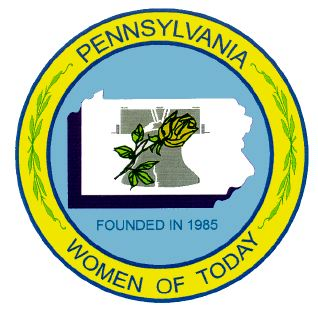 PENNSYLVANIA
FOUNDED IN 1985
WOMEN OF TODAY